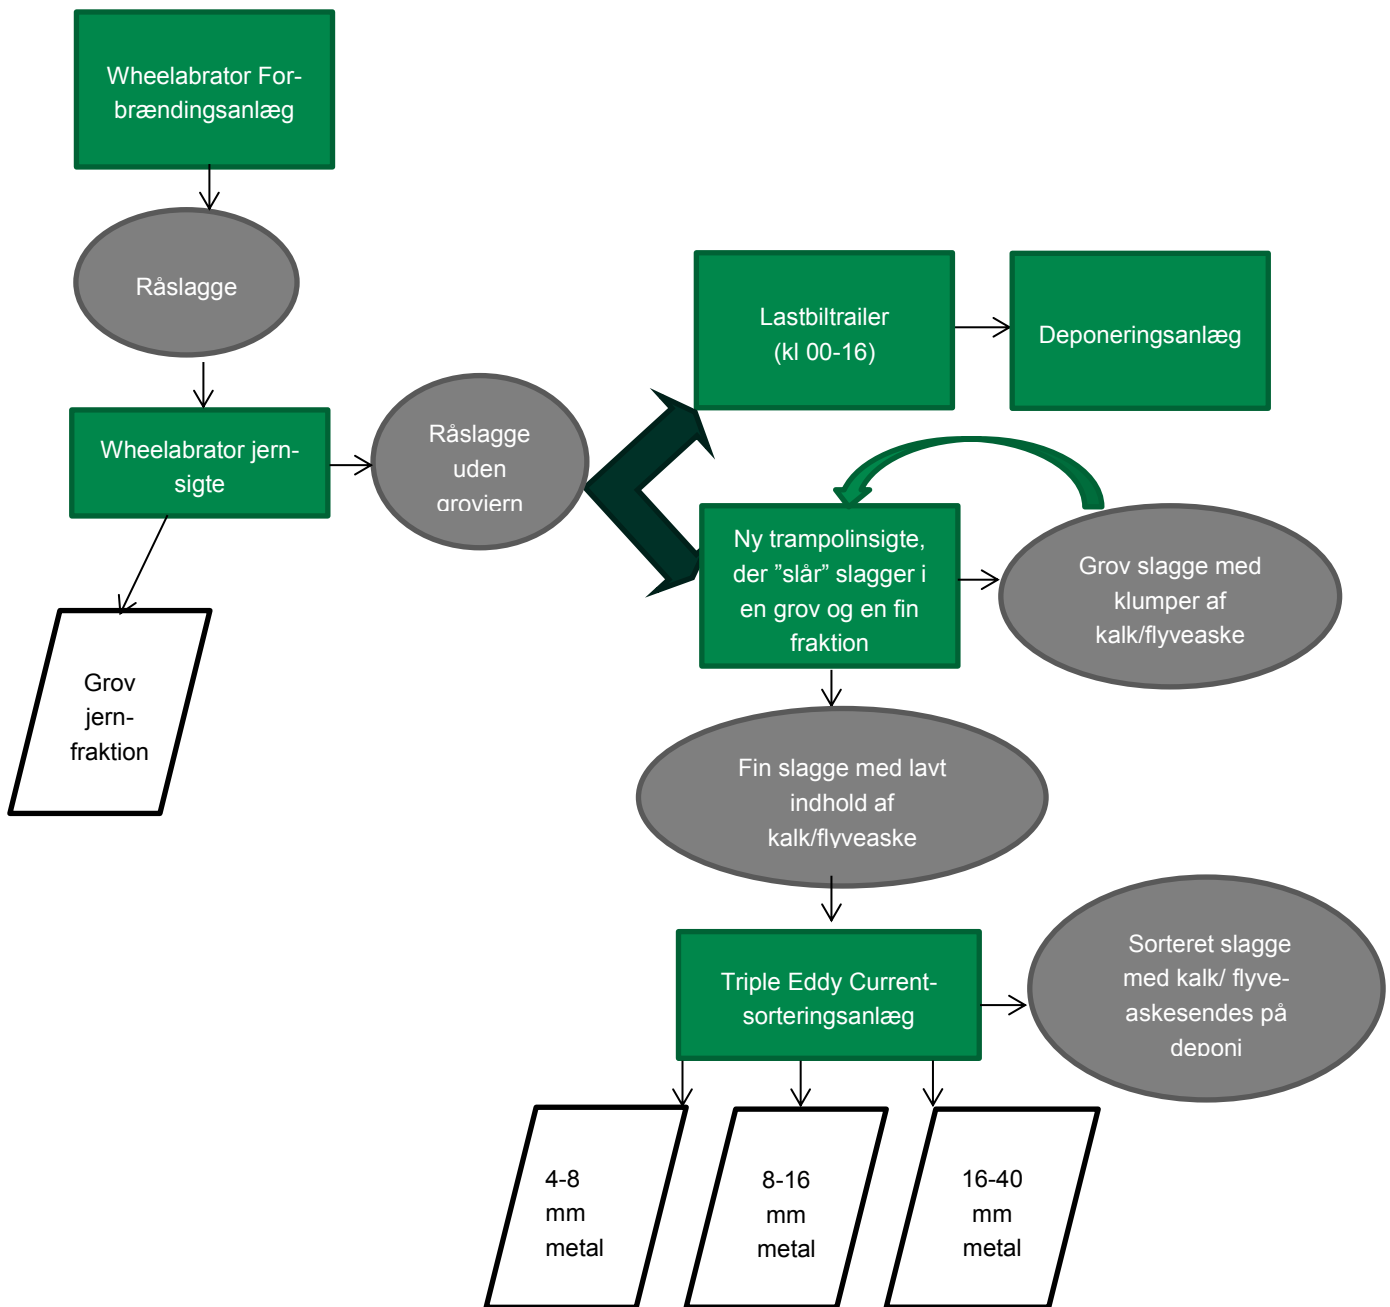 Wheelabrator For-
brændingsanlæg
Råslagge
Wheelabrator jern-
sigte
Grov
jern-
fraktion
Råslagge
uden
grovjern
Lastbiltrailer
(kl 00-16)
Deponeringsanlæg
Ny trampolinsigte,
der ”slår” slagger i
en grov og en fin
fraktion
Grov slagge med
klumper af
kalk/flyveaske
Fin slagge med lavt
indhold af
kalk/flyveaske
Triple Eddy Current-
sorteringsanlæg
Sorteret slagge
med kalk/ flyve-
askesendes på
deponi
4-8
mm
metal
8-16
mm
metal
16-40
mm
metal